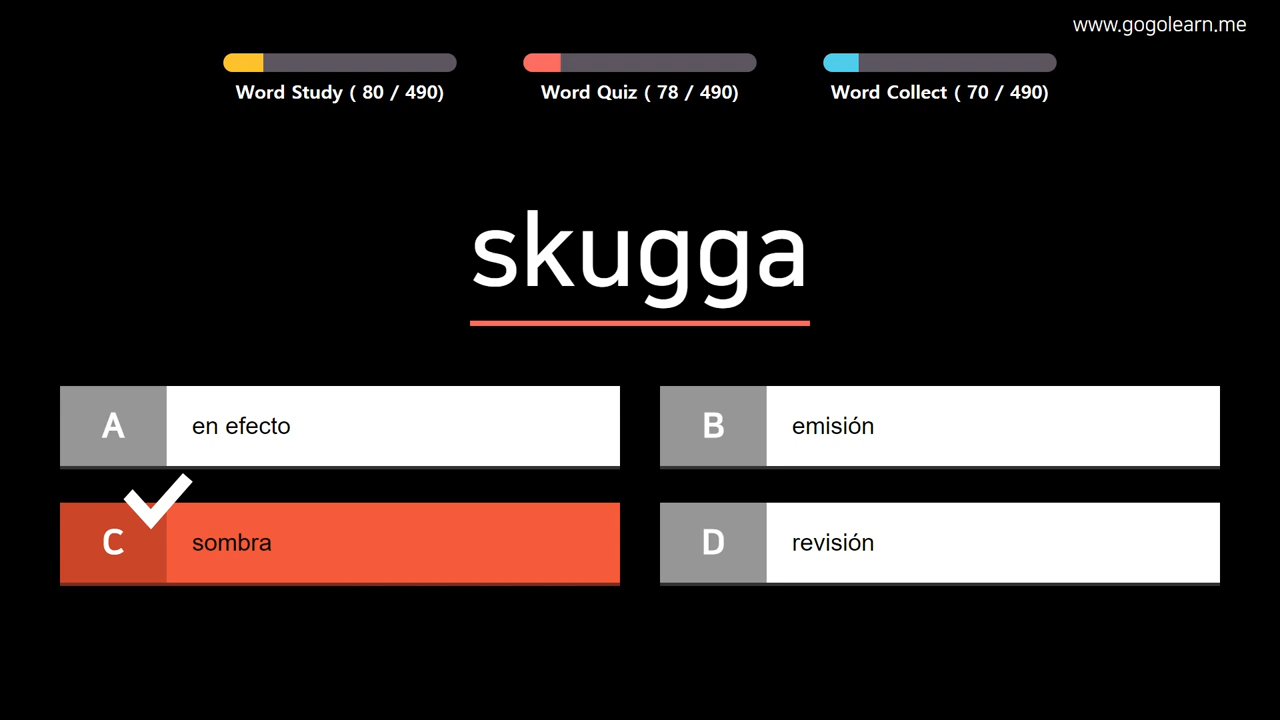 www.gogolearn.me
Word Study ( 80 / 490)
Word Quiz ( 78 / 490)
Word Collect ( 70 / 490)
skugga
A en efecto
B emisión
C sombra
D revisión